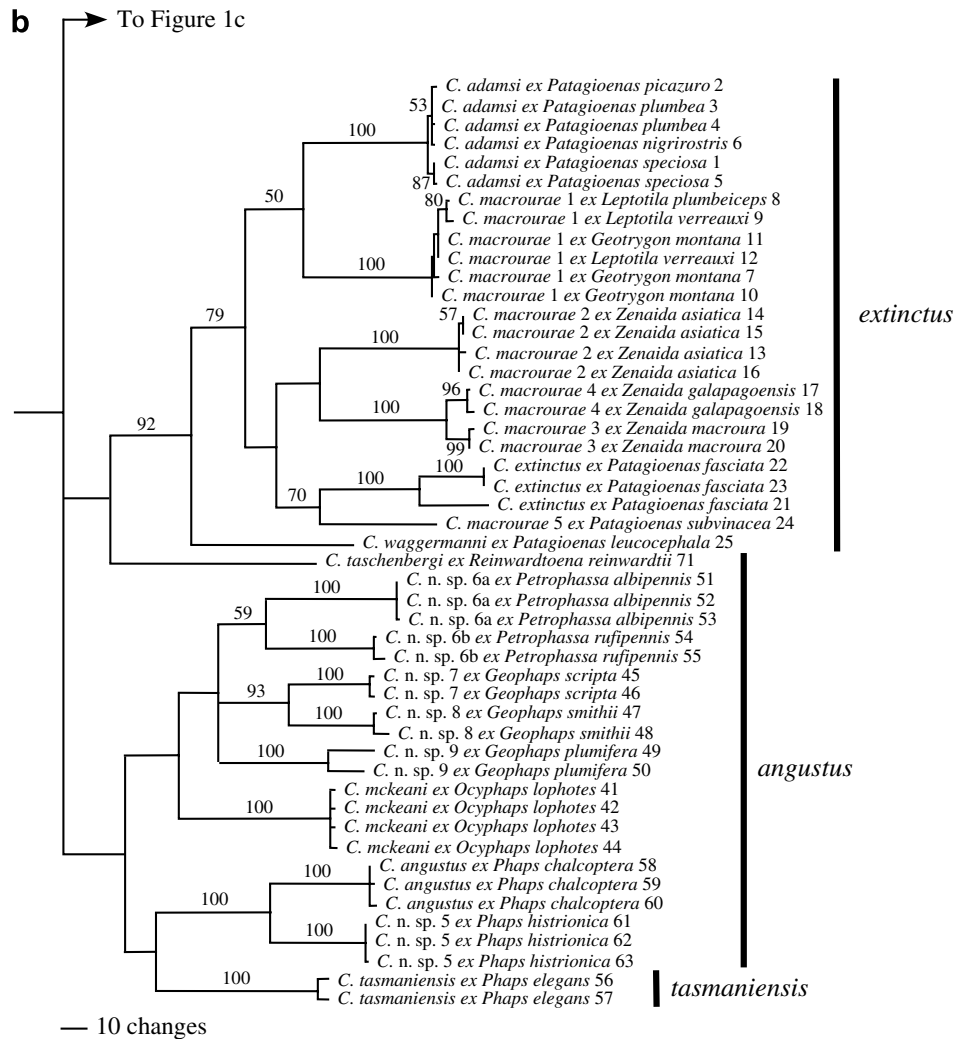 b
To Figure 1c
C. adamsi ex Patagioenas picazuro 2
53
C. adamsi ex Patagioenas plumbea 3
C. adamsi ex Patagioenas plumbea 4
100
C. adamsi ex Patagioenas nigrirostris 6
C. adamsi ex Patagioenas speciosa 1
87
C. adamsi ex Patagioenas speciosa 5
50
80
C. macrourae 1 ex Leptotila plumbeiceps 8
C. macrourae 1 ex Leptotila verreauxi 9
C. macrourae 1 ex Geotrygon montana 11
C. macrourae 1 ex Leptotila verreauxi 12
100
C. macrourae 1 ex Geotrygon montana 7
C. macrourae 1 ex Geotrygon montana 10
79
57
C. macrourae 2 ex Zenaida asiatica 14
extinctus
C. macrourae 2 ex Zenaida asiatica 15
100
C. macrourae 2 ex Zenaida asiatica 13
C. macrourae 2 ex Zenaida asiatica 16
96
C. macrourae 4 ex Zenaida galapagoensis 17
100
C. macrourae 4 ex Zenaida galapagoensis 18
92
C. macrourae 3 ex Zenaida macroura 19
99
C. macrourae 3 ex Zenaida macroura 20
100
C. extinctus ex Patagioenas fasciata 22
100
C. extinctus ex Patagioenas fasciata 23
70
C. extinctus ex Patagioenas fasciata 21
C. macrourae 5 ex Patagioenas subvinacea 24
C. waggermanni ex Patagioenas leucocephala 25
C. taschenbergi ex Reinwardtoena reinwardtii 71
100
C. n. sp. 6a ex Petrophassa albipennis 51
C. n. sp. 6a ex Petrophassa albipennis 52
59
C. n. sp. 6a ex Petrophassa albipennis 53
100
C. n. sp. 6b ex Petrophassa rufipennis 54
C. n. sp. 6b ex Petrophassa rufipennis 55
100
C. n. sp. 7 ex Geophaps scripta 45
93
C. n. sp. 7 ex Geophaps scripta 46
100
C. n. sp. 8 ex Geophaps smithii 47
C. n. sp. 8 ex Geophaps smithii 48
100
C. n. sp. 9 ex Geophaps plumifera 49
C. n. sp. 9 ex Geophaps plumifera 50
angustus
C. mckeani ex Ocyphaps lophotes 41
100
C. mckeani ex Ocyphaps lophotes 42
C. mckeani ex Ocyphaps lophotes 43
C. mckeani ex Ocyphaps lophotes 44
100
C. angustus ex Phaps chalcoptera 58
C. angustus ex Phaps chalcoptera 59
100
C. angustus ex Phaps chalcoptera 60
C. n. sp. 5 ex Phaps histrionica 61
100
C. n. sp. 5 ex Phaps histrionica 62
C. n. sp. 5 ex Phaps histrionica 63
100
C. tasmaniensis ex Phaps elegans 56
tasmaniensis
C. tasmaniensis ex Phaps elegans 57
10 changes